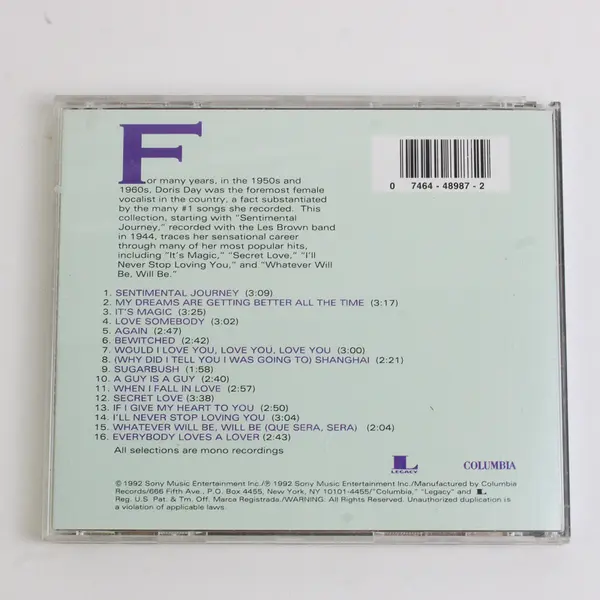 For many years, in the 1950s and
1960s, Doris Day was the foremost female
vocalist in the country, a fact substantiated
by the many #1 songs she recorded. This
collection, starting with "Sentimental
Journey," recorded with the Les Brown band
in 1944, traces her sensational career
through many of her most popular hits,
including "It's Magic," "Secret Love," "I'll
Never Stop Loving You," and "Whatever Will
Be, Will Be."
0 7464-48987-2
1. SENTIMENTAL JOURNEY (3:09)
2. MY DREAMS ARE GETTING BETTER ALL THE TIME (3:17)
3. IT'S MAGIC (3:25)
4. LOVE SOMEBODY (3:02)
5. AGAIN (2:47)
6. BEWITCHED (2:42)
7. WOULD I LOVE YOU, LOVE YOU, LOVE YOU (3:00)
8. (WHY DID I TELL YOU I WAS GOING TO) SHANGHAI (2:21)
9. SUGARBUSH (1:58)
10. A GUY IS A GUY (2:40)
11. WHEN I FALL IN LOVE (2:57)
12. SECRET LOVE (3:38)
13. IF I GIVE MY HEART TO YOU (2:50)
14. I'LL NEVER STOP LOVING YOU (3:04)
15. WHATEVER WILL BE, WILL BE (QUE SERA, SERA) (2:04)
16. EVERYBODY LOVES A LOVER (2:43)
All selections are mono recordings
L
LEGACY
COLUMBIA
© 1992 Sony Music Entertainment Inc./℗ 1992 Sony Music Entertainment Inc./Manufactured by Columbia
Records/666 Fifth Ave., P.O. Box 4455, New York, NY 10101-4455/"Columbia," "Legacy" and L
Reg. U.S. Pat. & Tm. Off. Marca Registrada./WARNING: All Rights Reserved. Unauthorized duplication is
a violation of applicable laws.